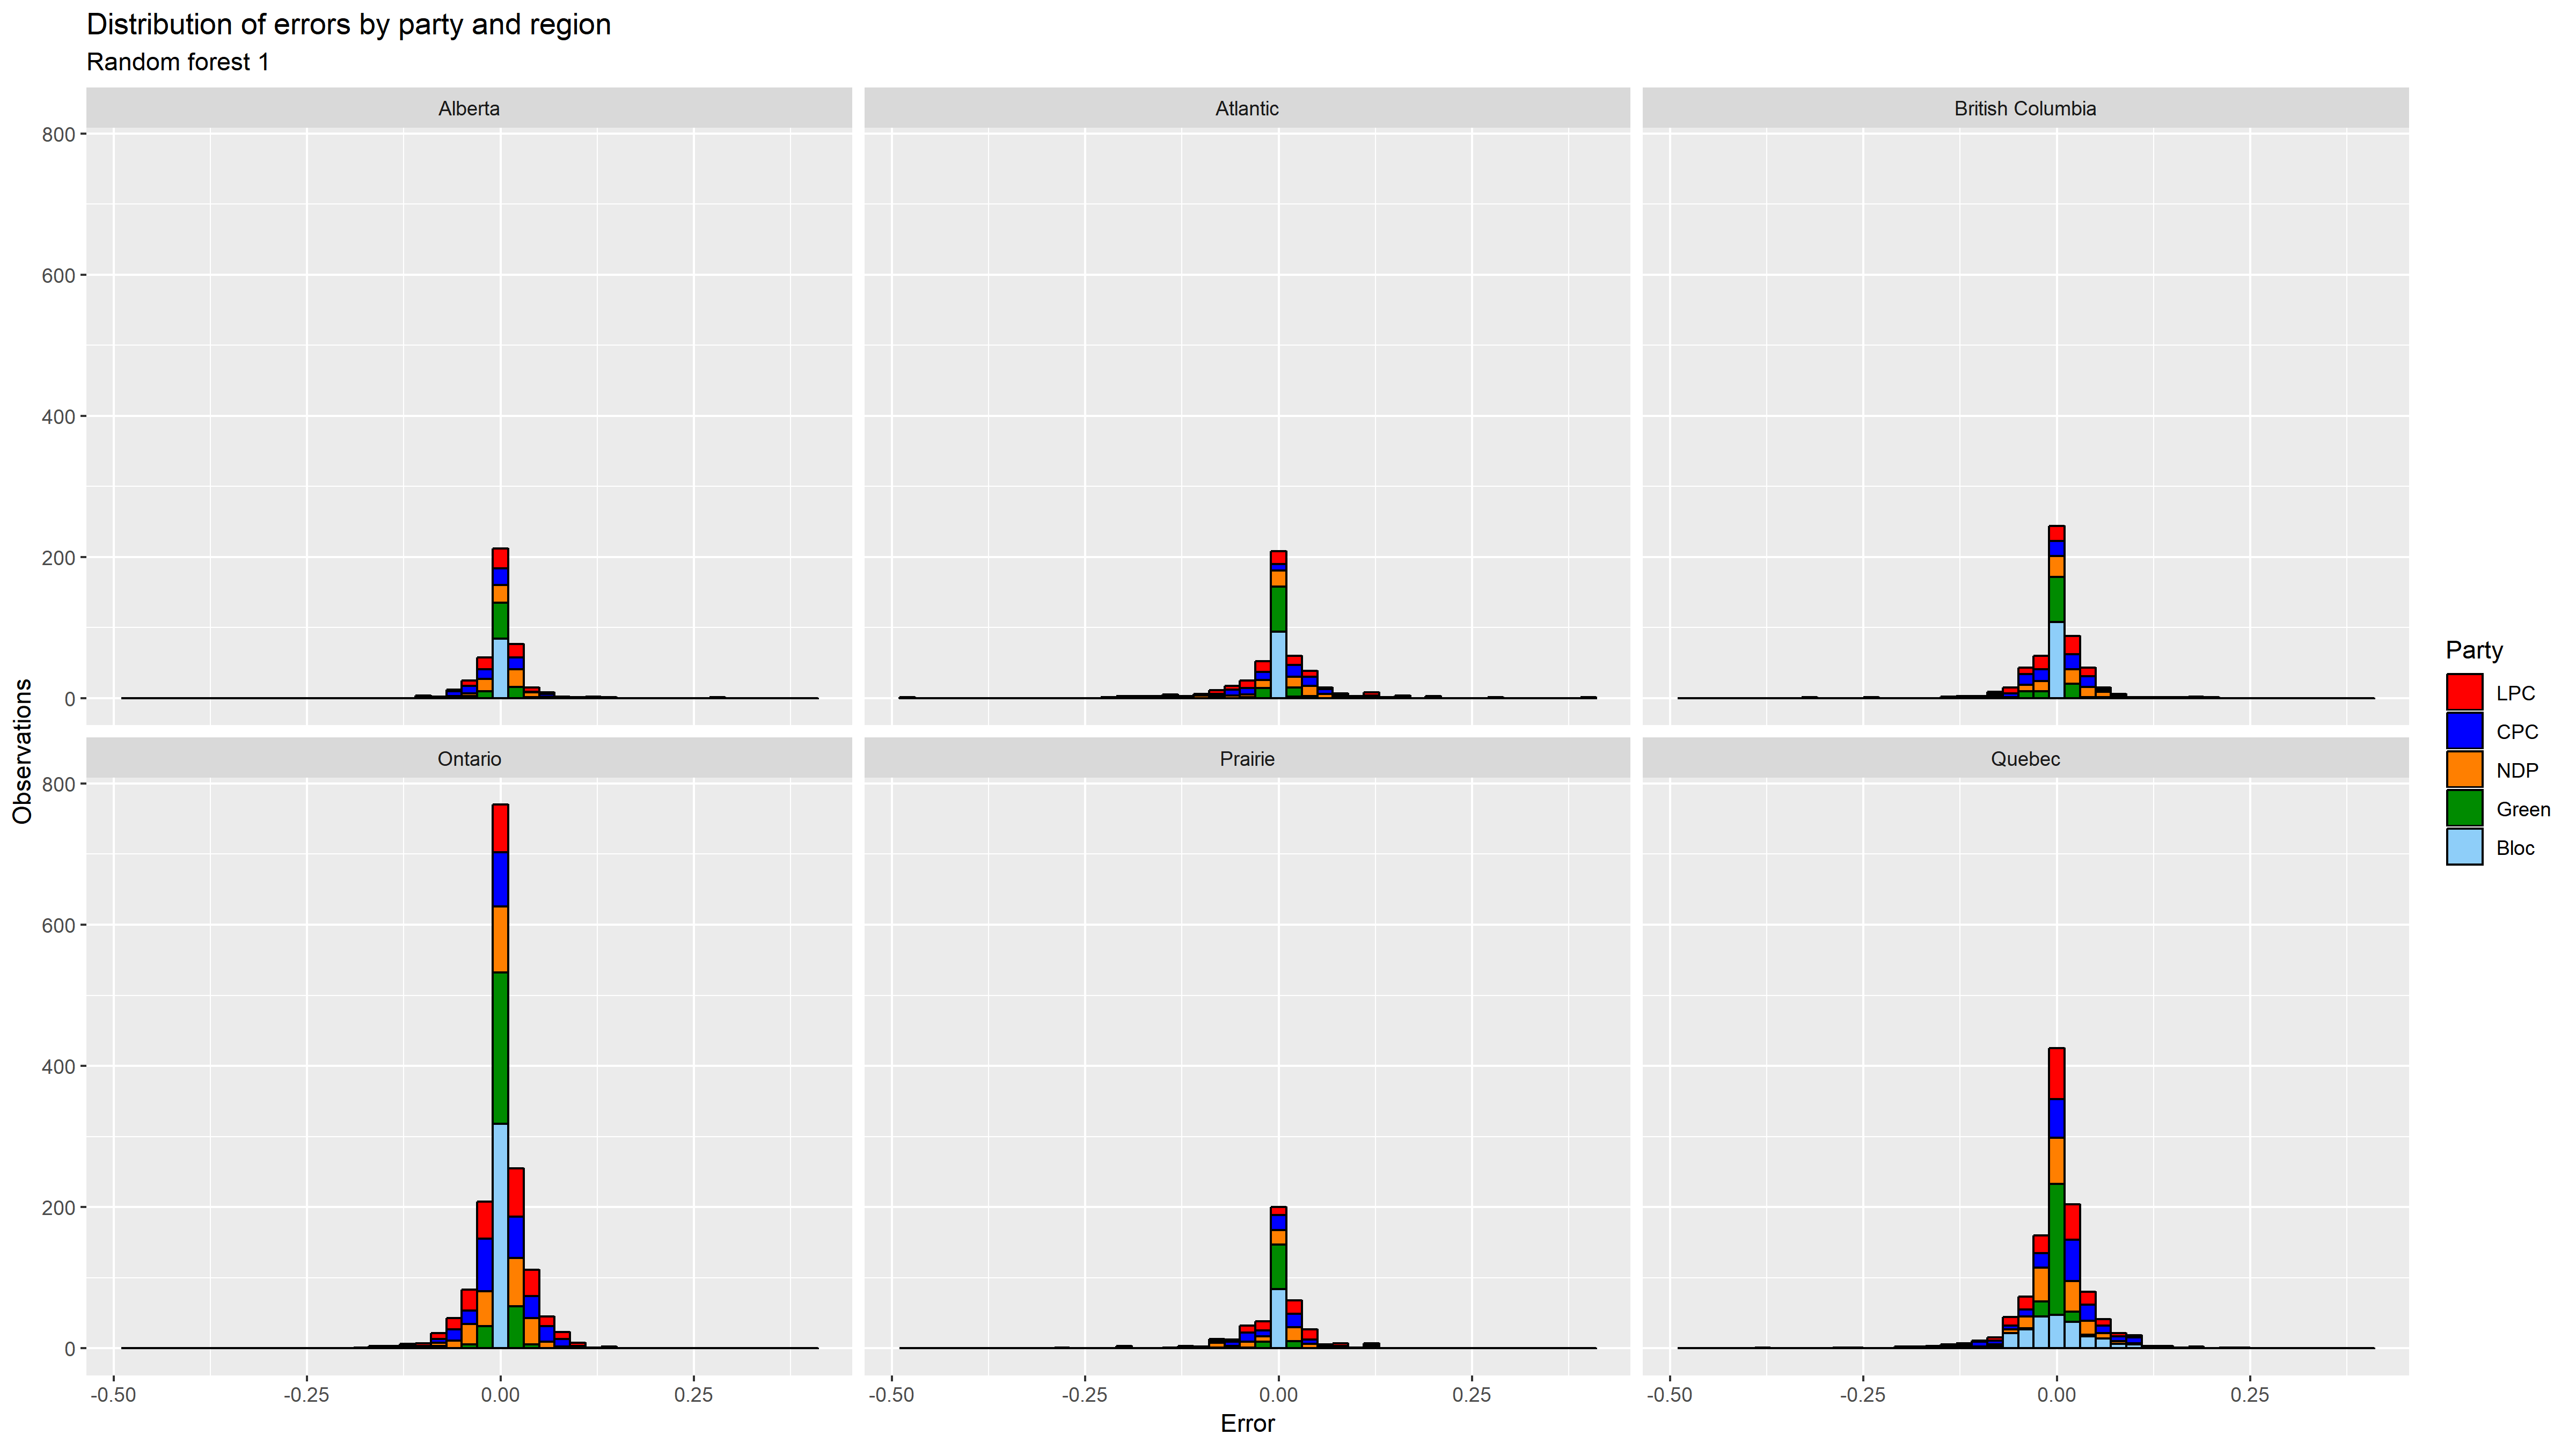 Distribution of errors by party and region
Random forest 1
Alberta
Atlantic
British Columbia
800
600
400
200
0
Ontario
Prairie
Quebec
800
600
400
200
0
-0.50 -0.25 0.00 0.25
-0.50 -0.25 0.00 0.25
-0.50 -0.25 0.00 0.25
Error
Observations
Party
LPC
CPC
NDP
Green
Bloc